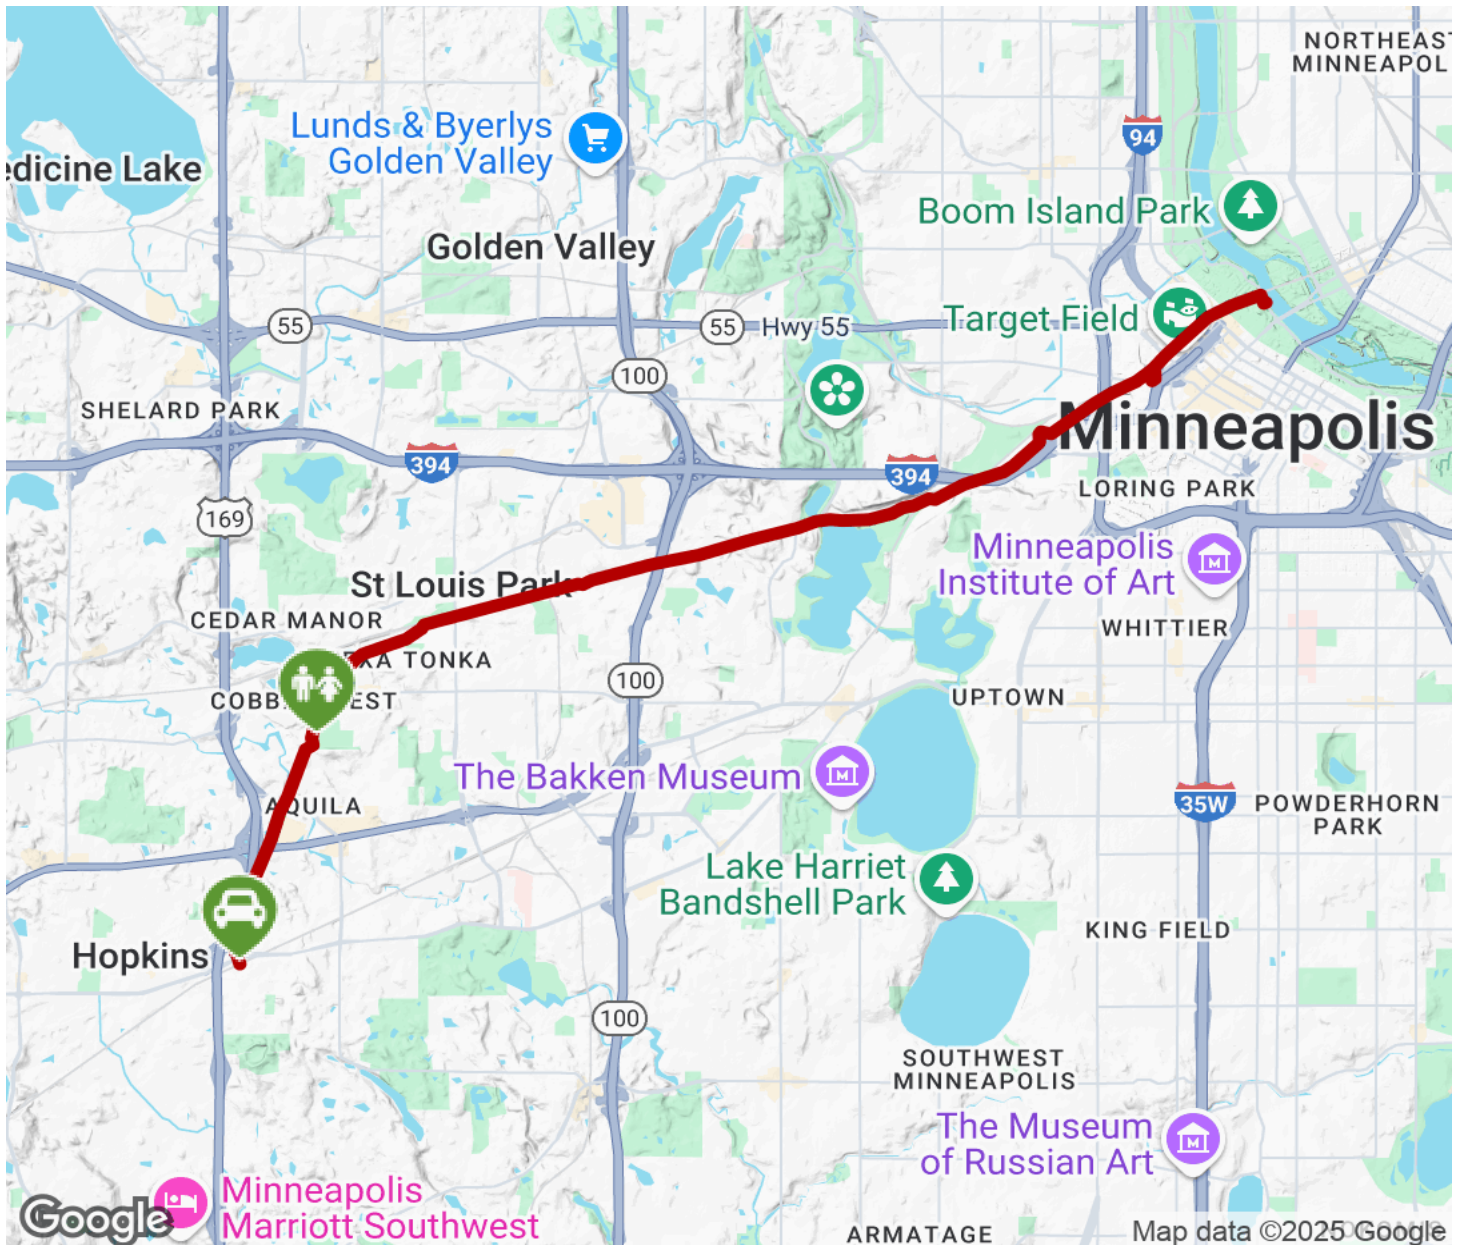 NORTHEAST
MINNEAPOL
94
Lunds & Byerlys
Golden Valley
edicine Lake
Boom Island Park
Golden Valley
Target Field
55
55
Hwy 55
100
SHELARD PARK
Minneapolis
394
394
LORING PARK
169
Minneapolis
Institute of Art
St Louis Park
CEDAR MANOR
WHITTIER
EXA TONKA
100
COBB
EST
UPTOWN
The Bakken Museum
M
M
AQUILA
35W
POWDERHORN
PARK
Lake Harriet
Bandshell Park
KING FIELD
Hopkins
100
SOUTHWEST
MINNEAPOLIS
The Museum
of Russian Art
M
Minneapolis
Marriott Southwest
Google
ARMATAGE
Map data ©2025 Google